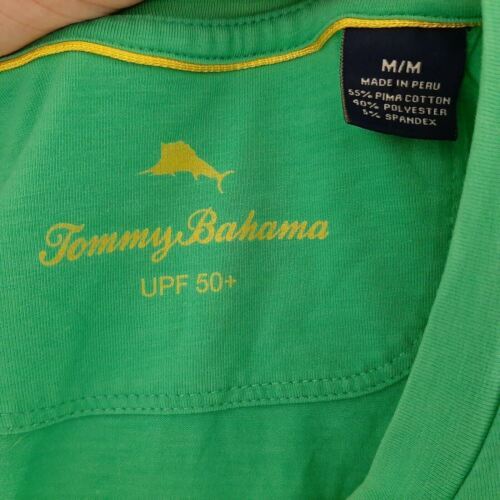 M/M
MADE IN PERU
55% PIMA COTTON
40% POLYESTER
5% SPANDEX
Tommy Bahama
UPF 50+